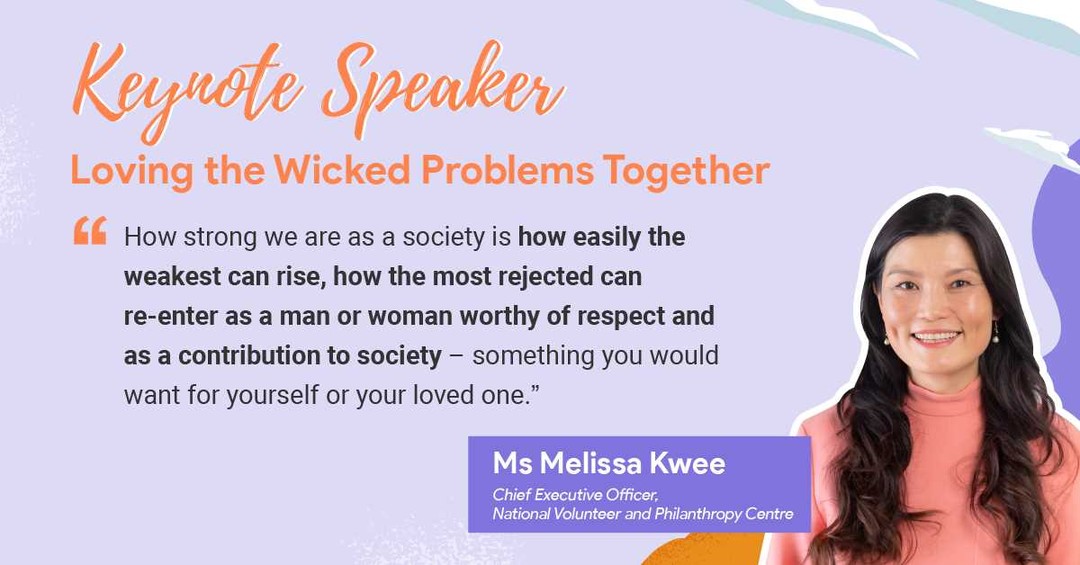 Keynote Speaker
Loving the Wicked Problems Together
“ How strong we are as a society is how easily the
weakest can rise, how the most rejected can
re-enter as a man or woman worthy of respect and
as a contribution to society – something you would
want for yourself or your loved one.”
Ms Melissa Kwee
Chief Executive Officer,
National Volunteer and Philanthropy Centre